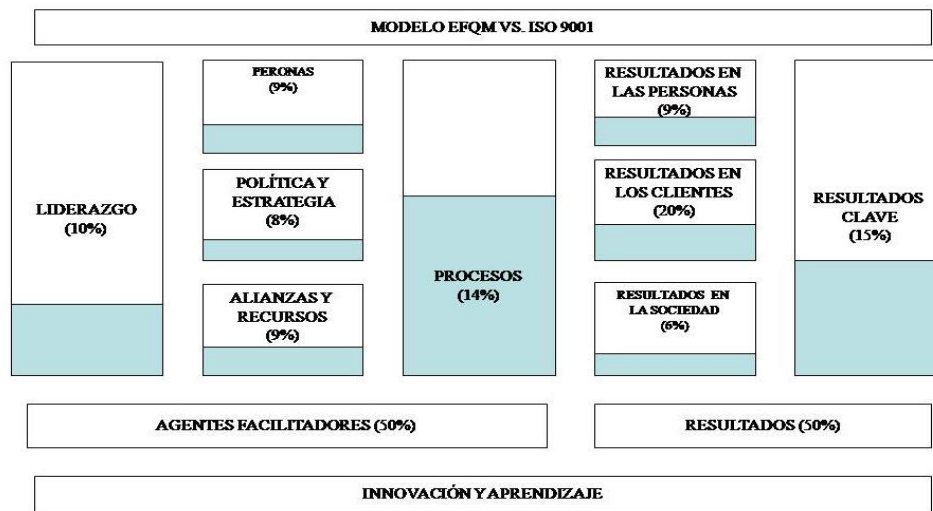 MODELO EFQM VS. ISO 9001
LIDERAZGO
(10%)
PERONAS
(9%)
POLÍTICA Y
ESTRATEGIA
(8%)
ALIANZAS Y
RECURSOS
(9%)
PROCESOS
(14%)
RESULTADOS EN
LAS PERSONAS
(9%)
RESULTADOS EN
LOS CLIENTES
(20%)
RESULTADOS EN
LA SOCIEDAD
(6%)
RESULTADOS
CLAVE
(15%)
AGENTES FACILITADORES (50%)
RESULTADOS (50%)
INNOVACIÓN Y APRENDIZAJE